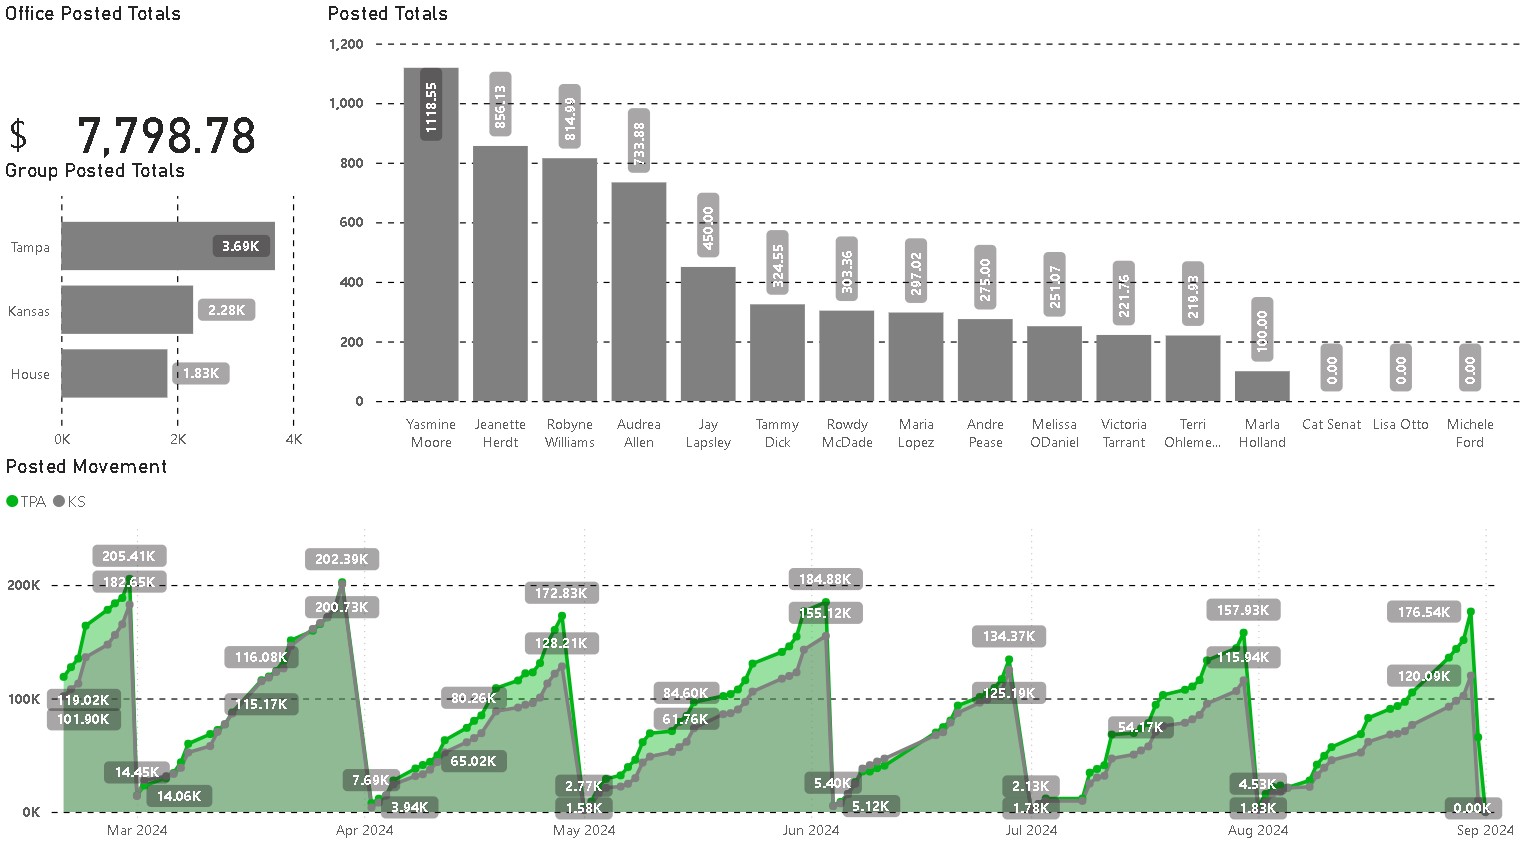 Office Posted Totals
$ 7,798.78
Group Posted Totals
Tampa 3.69K
Kansas 2.28K
House 1.83K
0K 2K 4K
Posted Totals
1,200
1,000
800
600
400
200
0
1118.55
856.13
814.99
733.88
450.00
324.55
303.36
297.02
275.00
251.07
221.76
219.93
100.00
0.00
0.00
0.00
Yasmine Moore
Jeanette Herdt
Robyne Williams
Audrea Allen
Jay Lapsley
Tammy Dick
Rowdy McDade
Maria Lopez
Andre Pease
Melissa ODaniel
Victoria Tarrant
Terri Ohleme...
Marla Holland
Cat Senat
Lisa Otto
Michele Ford
Posted Movement
TPA KS
200K
100K
0K
205.41K
182.65K
119.02K
101.90K
14.45K
14.06K
116.08K
115.17K
202.39K
200.73K
7.69K
3.94K
80.26K
65.02K
172.83K
128.21K
2.77K
1.58K
84.60K
61.76K
184.88K
155.12K
5.40K
5.12K
134.37K
125.19K
2.13K
1.78K
54.17K
157.93K
115.94K
4.53K
1.83K
176.54K
120.09K
0.00K
Mar 2024 Apr 2024 May 2024 Jun 2024 Jul 2024 Aug 2024 Sep 2024